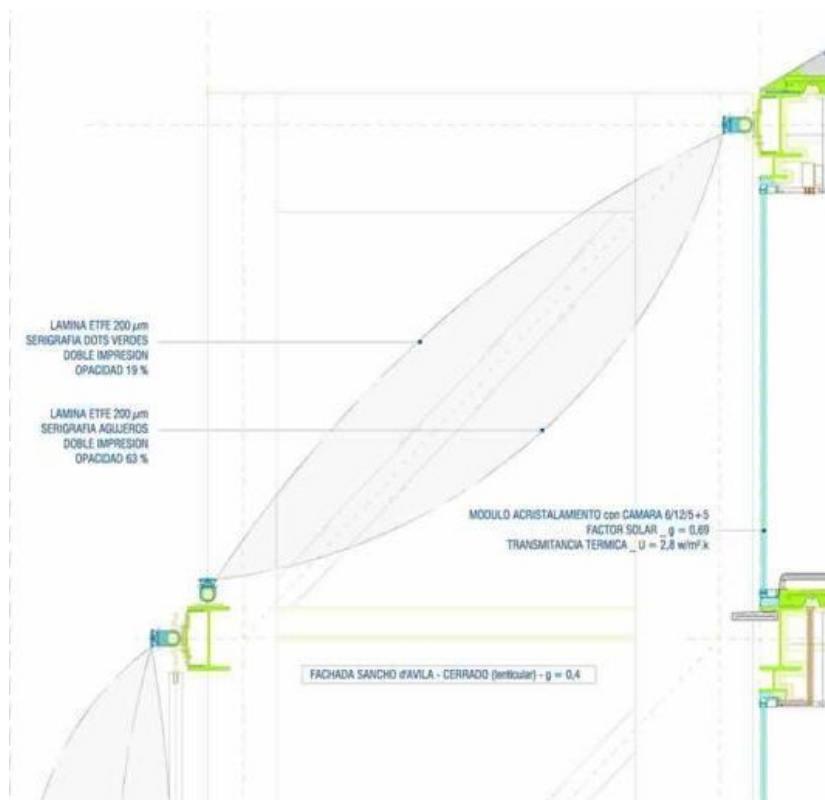 LAMINA ETFE 200 µm
SERIGRAFIA DOTS VERDES
DOBLE IMPRESION
OPACIDAD 19 %
LAMINA ETFE 200 µm
SERIGRAFIA AGUJEROS
DOBLE IMPRESION
OPACIDAD 63 %
MODULO ACRISTALAMIENTO con CAMARA 6/12/5+5
FACTOR SOLAR _ g = 0,69
TRANSMITANCIA TERMICA _ U = 2,8 w/m².k
FACHADA SANCHO d'AVILA - CERRADO (lenticular) - g = 0,4